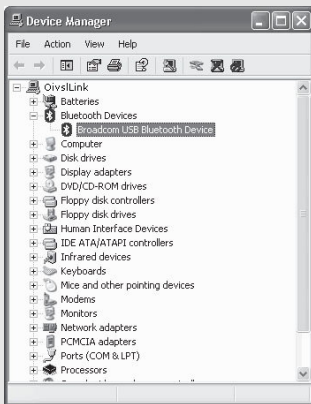 Device Manager
File Action View Help
OivslLink
Batteries
Bluetooth Devices
Broadcom USB Bluetooth Device
Computer
Disk drives
Display adapters
DVD/CD-ROM drives
Floppy disk controllers
Floppy disk drives
Human Interface Devices
IDE ATA/ATAPI controllers
Infrared devices
Keyboards
Mice and other pointing devices
Modems
Monitors
Network adapters
PCMCIA adapters
Ports (COM & LPT)
Processors